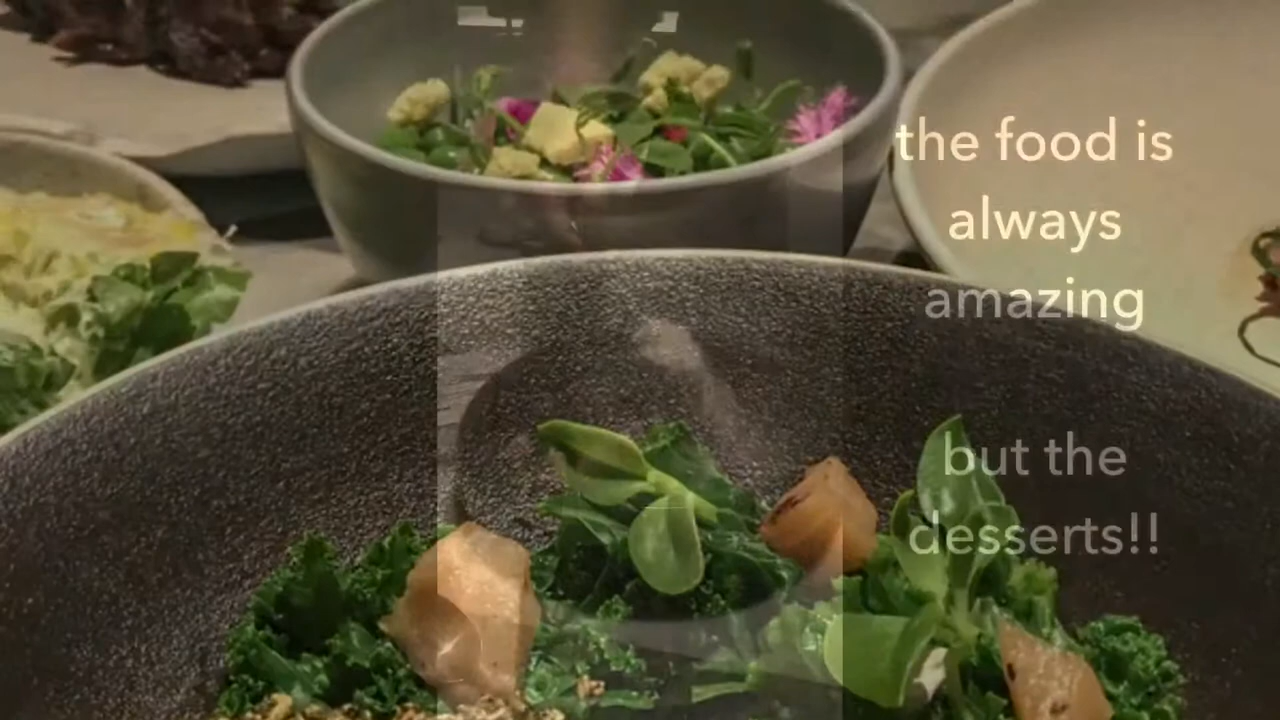 the food is
always
amazing
but the
desserts!!